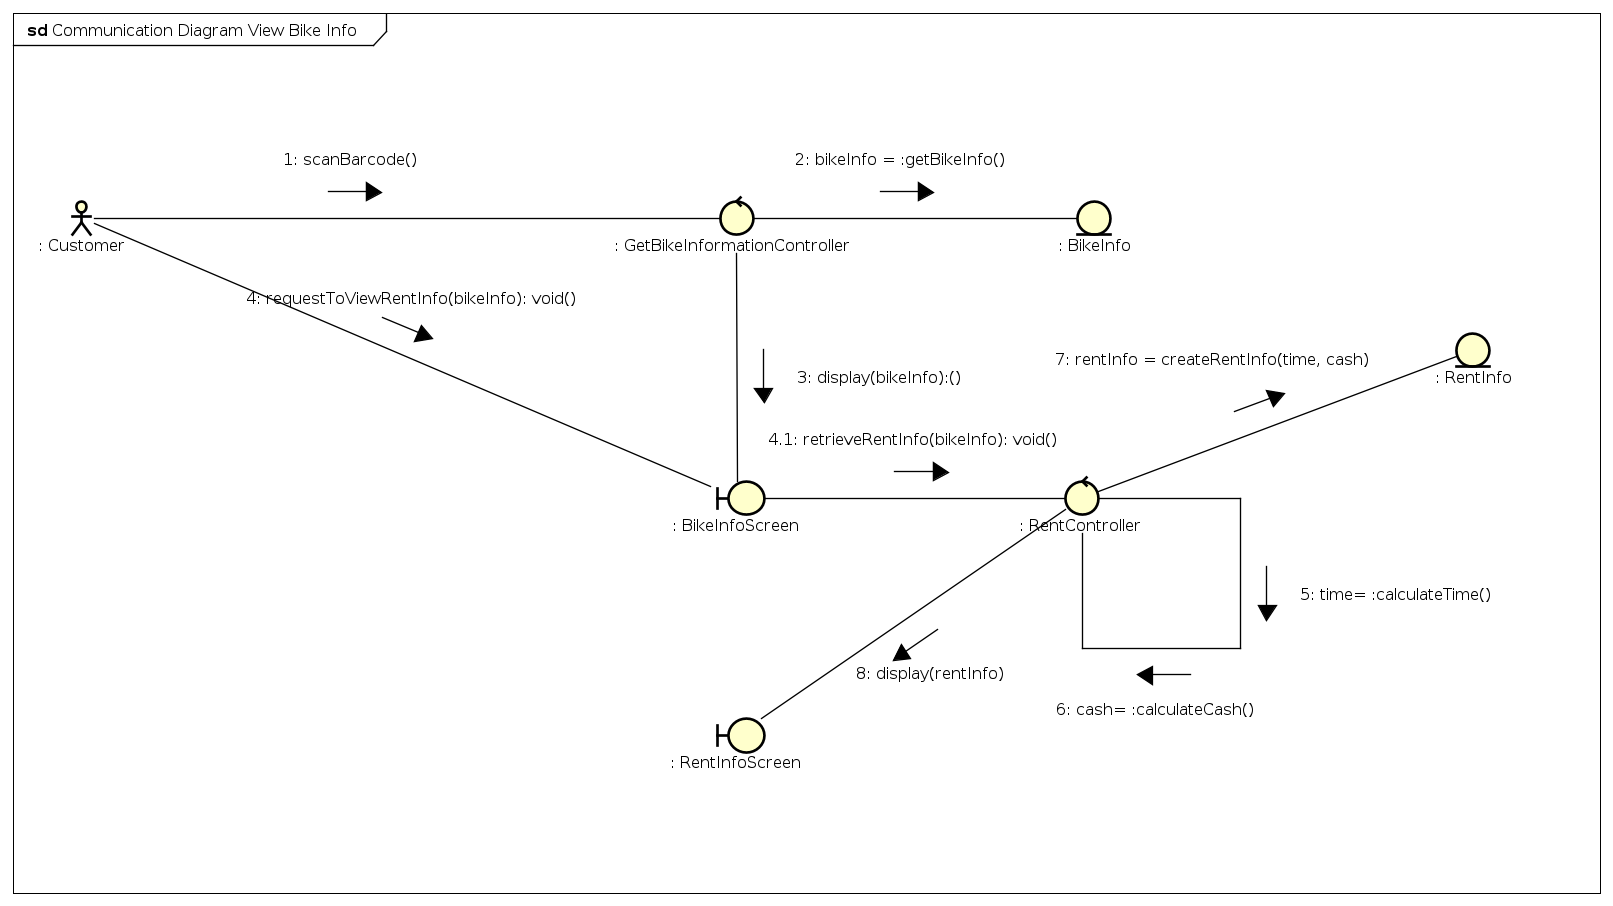 sd Communication Diagram View Bike Info
1: scanBarcode()
2: bikeInfo = :getBikeInfo()
: Customer
: GetBikeInformationController
: BikeInfo
4: requestToViewRentInfo(bikeInfo): void()
3: display(bikeInfo):()
7: rentInfo = createRentInfo(time, cash)
: RentInfo
4.1: retrieveRentInfo(bikeInfo): void()
: BikeInfoScreen
: RentController
5: time= :calculateTime()
8: display(rentInfo)
6: cash= :calculateCash()
: RentInfoScreen